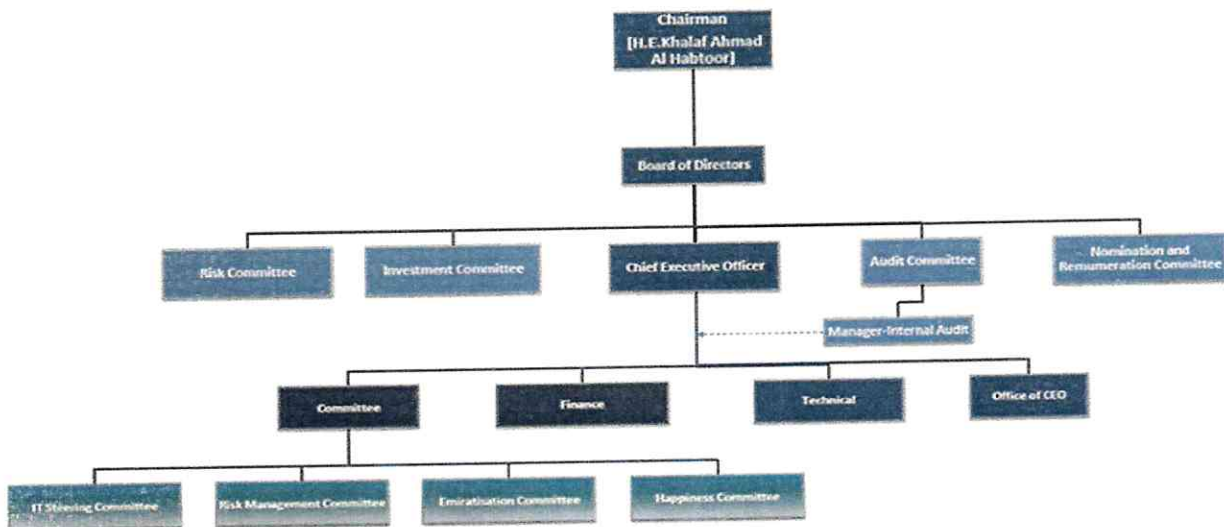 Chairman
[H.E.Khalaf Ahmad
Al Habtoor]
Board of Directors
Risk Committee
Investment Committee
Chief Executive Officer
Audit Committee
Nomination and
Remumeration Committee
Manager-Internal Audit
Committee
Finance
Technical
Office of CEO
IT Steering Committee
Risk Management Committee
Emiratisation Committee
Happiness Committee